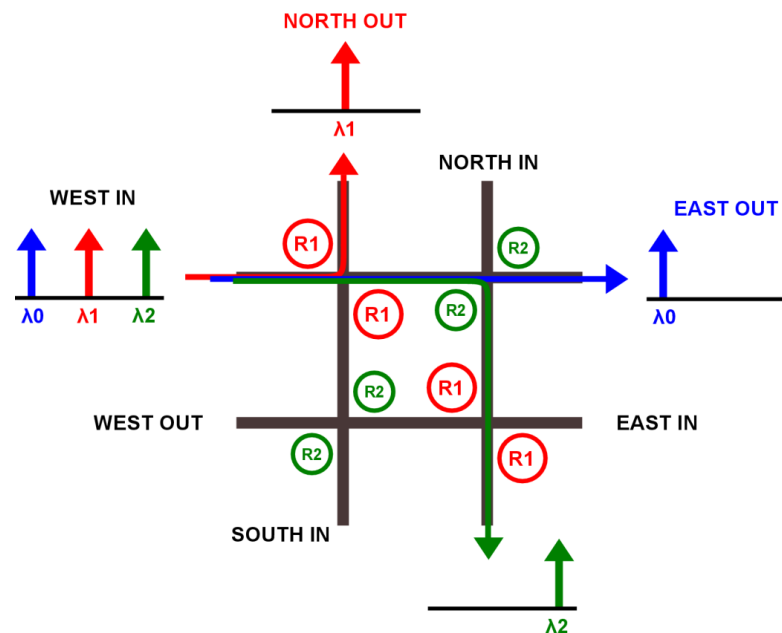 NORTH OUT
λ1
NORTH IN
WEST IN
EAST OUT
R1
R2
λ0 λ1 λ2
λ0
R1
R2
R2
R1
WEST OUT
EAST IN
R2
R1
SOUTH IN
λ2